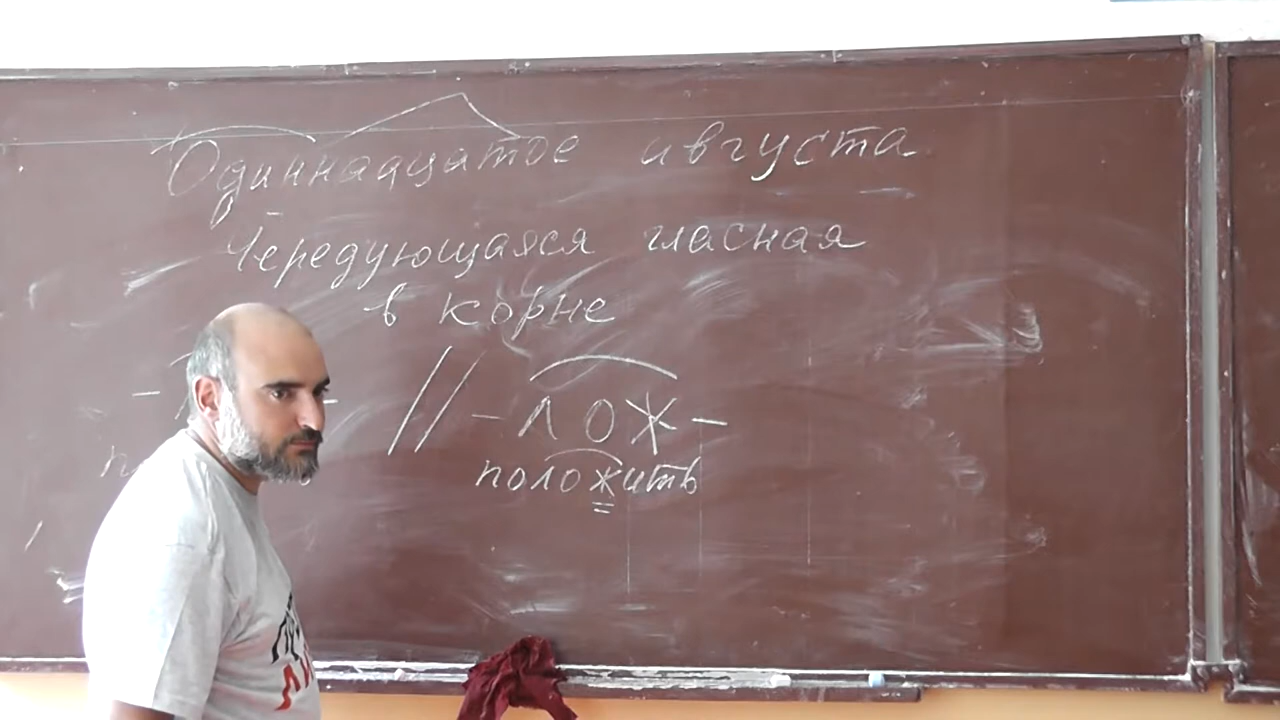 Одиннадцатое августа
Чередующаяся гласная
в корне
// -лож-
положить